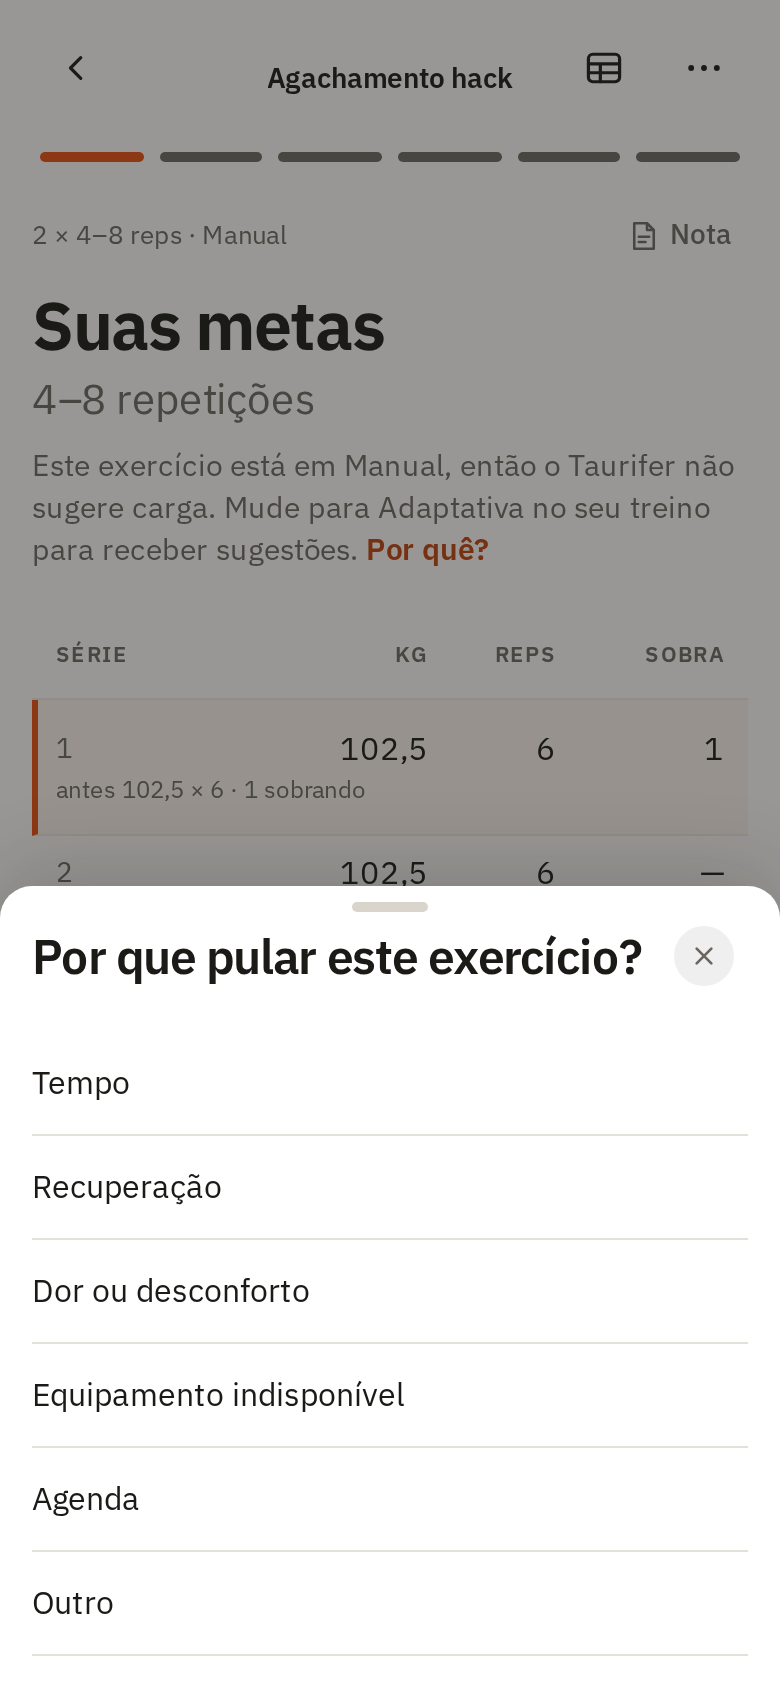 Agachamento hack
2 × 4–8 reps · Manual
Nota
Suas metas
4–8 repetições
Este exercício está em Manual, então o Taurifer não
sugere carga. Mude para Adaptativa no seu treino
para receber sugestões. Por quê?
SÉRIE KG REPS SOBRA
1 102,5 6 1
antes 102,5 × 6 · 1 sobrando
2 102,5 6 —
Por que pular este exercício?
Tempo
Recuperação
Dor ou desconforto
Equipamento indisponível
Agenda
Outro